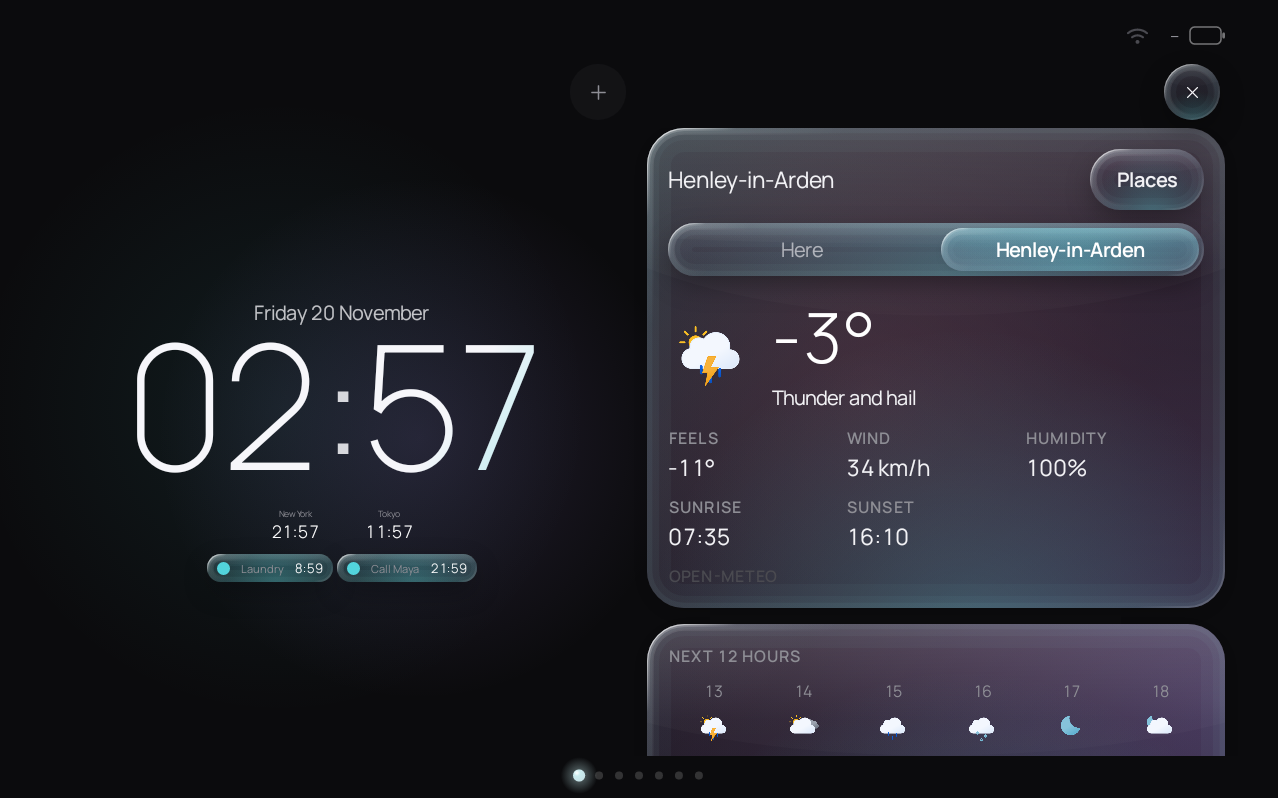 Friday 20 November
02:57
New York
21:57
Tokyo
11:57
Laundry 8:59
Call Maya 21:59
Henley-in-Arden
Places
Here
Henley-in-Arden
-3°
Thunder and hail
FEELS
-11°
WIND
34 km/h
HUMIDITY
100%
SUNRISE
07:35
SUNSET
16:10
OPEN-METEO
NEXT 12 HOURS
13 14 15 16 17 18